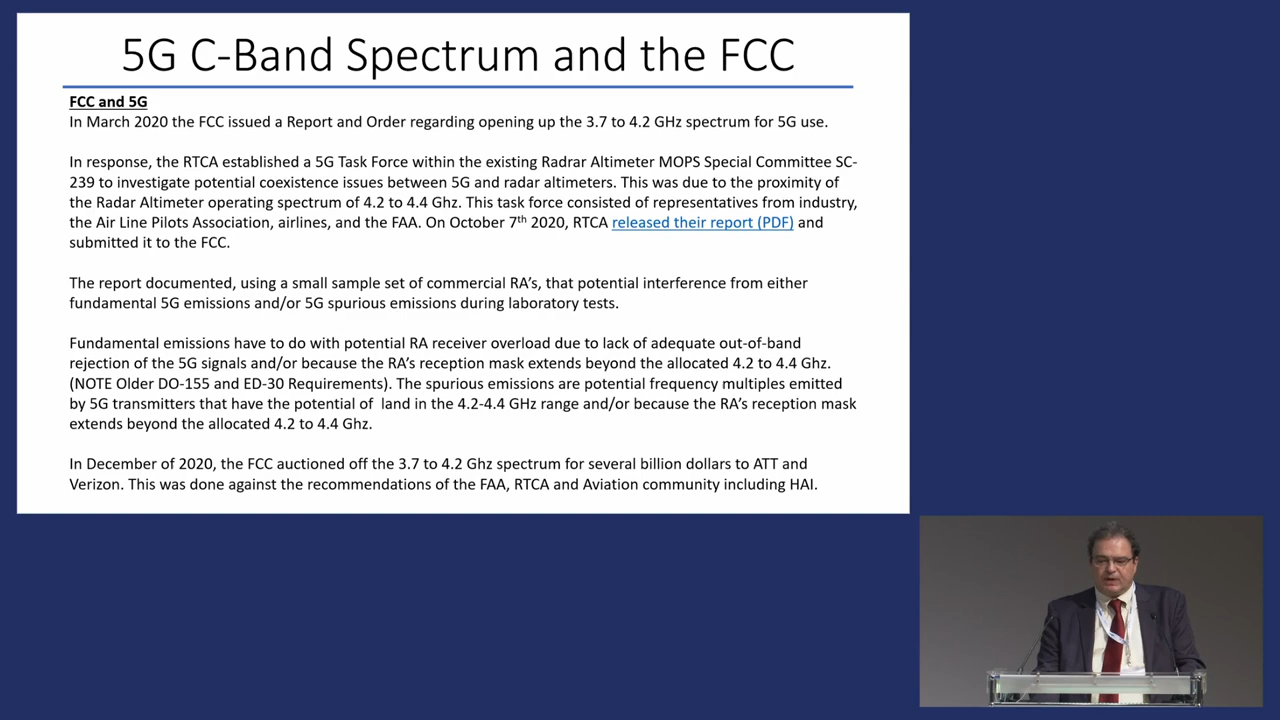 5G C-Band Spectrum and the FCC
FCC and 5G
In March 2020 the FCC issued a Report and Order regarding opening up the 3.7 to 4.2 GHz spectrum for 5G use.
In response, the RTCA established a 5G Task Force within the existing Radrar Altimeter MOPS Special Committee SC-
239 to investigate potential coexistence issues between 5G and radar altimeters. This was due to the proximity of
the Radar Altimeter operating spectrum of 4.2 to 4.4 Ghz. This task force consisted of representatives from industry,
the Air Line Pilots Association, airlines, and the FAA. On October 7th 2020, RTCA released their report (PDF) and
submitted it to the FCC.
The report documented, using a small sample set of commercial RA's, that potential interference from either
fundamental 5G emissions and/or 5G spurious emissions during laboratory tests.
Fundamental emissions have to do with potential RA receiver overload due to lack of adequate out-of-band
rejection of the 5G signals and/or because the RA's reception mask extends beyond the allocated 4.2 to 4.4 Ghz.
(NOTE Older DO-155 and ED-30 Requirements). The spurious emissions are potential frequency multiples emitted
by 5G transmitters that have the potential of  land in the 4.2-4.4 GHz range and/or because the RA's reception mask
extends beyond the allocated 4.2 to 4.4 Ghz.
In December of 2020, the FCC auctioned off the 3.7 to 4.2 Ghz spectrum for several billion dollars to ATT and
Verizon. This was done against the recommendations of the FAA, RTCA and Aviation community including HAI.